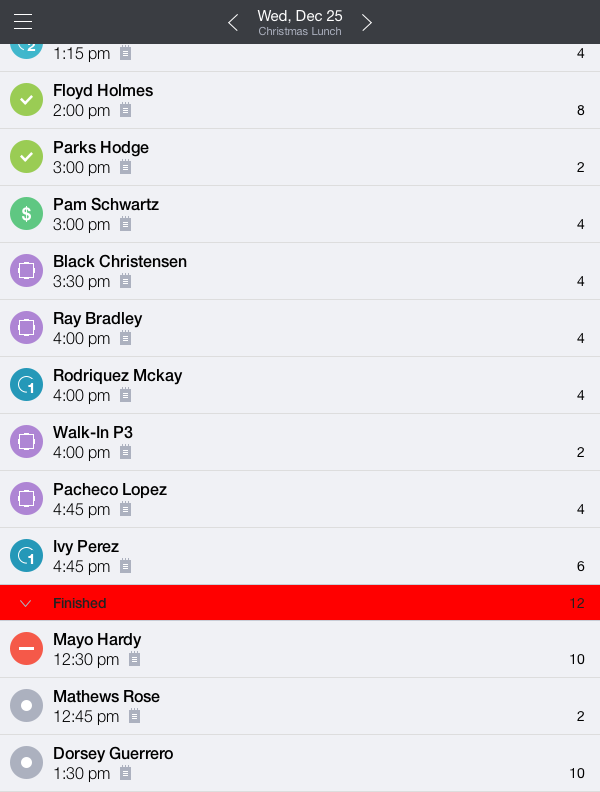 Wed, Dec 25
Christmas Lunch
2
1:15 pm
4
Floyd Holmes
2:00 pm
8
Parks Hodge
3:00 pm
2
$
Pam Schwartz
3:00 pm
4
Black Christensen
3:30 pm
4
Ray Bradley
4:00 pm
4
1
Rodriquez Mckay
4:00 pm
4
Walk-In P3
4:00 pm
2
Pacheco Lopez
4:45 pm
4
1
Ivy Perez
4:45 pm
6
Finished
12
Mayo Hardy
12:30 pm
10
Mathews Rose
12:45 pm
2
Dorsey Guerrero
1:30 pm
10